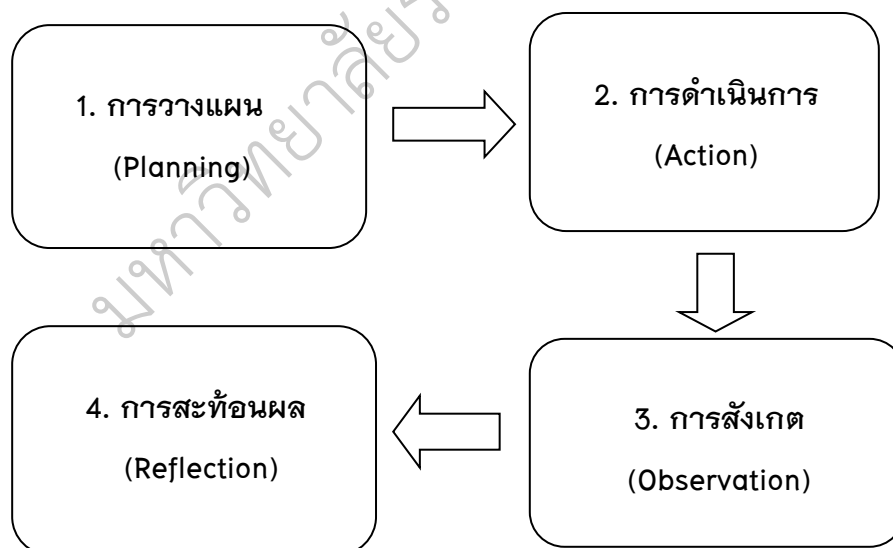 1. การวางแผน
(Planning)
2. การดำเนินการ
(Action)
3. การสังเกต
(Observation)
4. การสะท้อนผล
(Reflection)